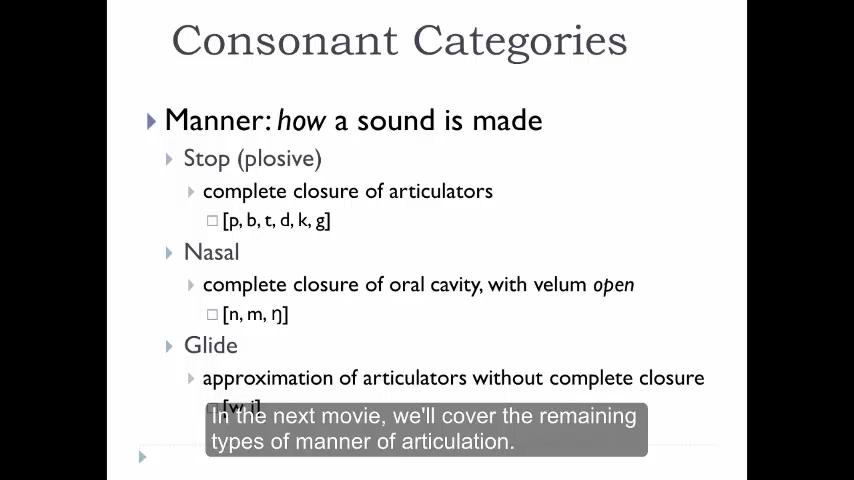 Consonant Categories
Manner: how a sound is made
Stop (plosive)
complete closure of articulators
[p, b, t, d, k, g]
Nasal
complete closure of oral cavity, with velum open
[n, m, ŋ]
Glide
approximation of articulators without complete closure
[w, j]
In the next movie, we'll cover the remaining
types of manner of articulation.